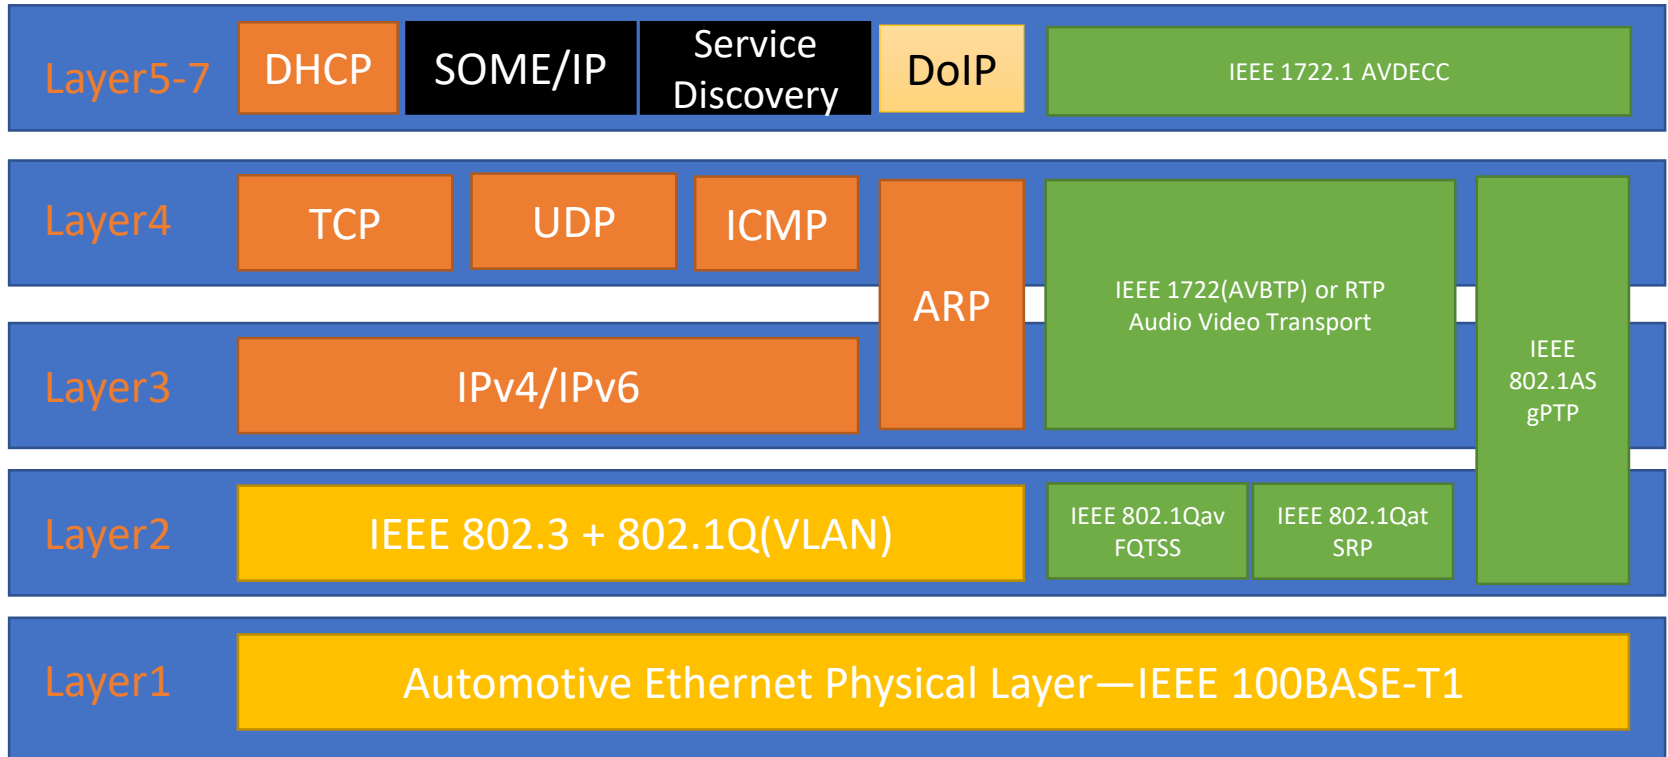 Layer5-7
DHCP
SOME/IP
Service
Discovery
DoIP
IEEE 1722.1 AVDECC
Layer4
TCP
UDP
ICMP
ARP
IEEE 1722(AVBTP) or RTP
Audio Video Transport
IEEE
802.1AS
gPTP
Layer3
IPv4/IPv6
Layer2
IEEE 802.3 + 802.1Q(VLAN)
IEEE 802.1Qav
FQTSS
IEEE 802.1Qat
SRP
Layer1
Automotive Ethernet Physical Layer—IEEE 100BASE-T1